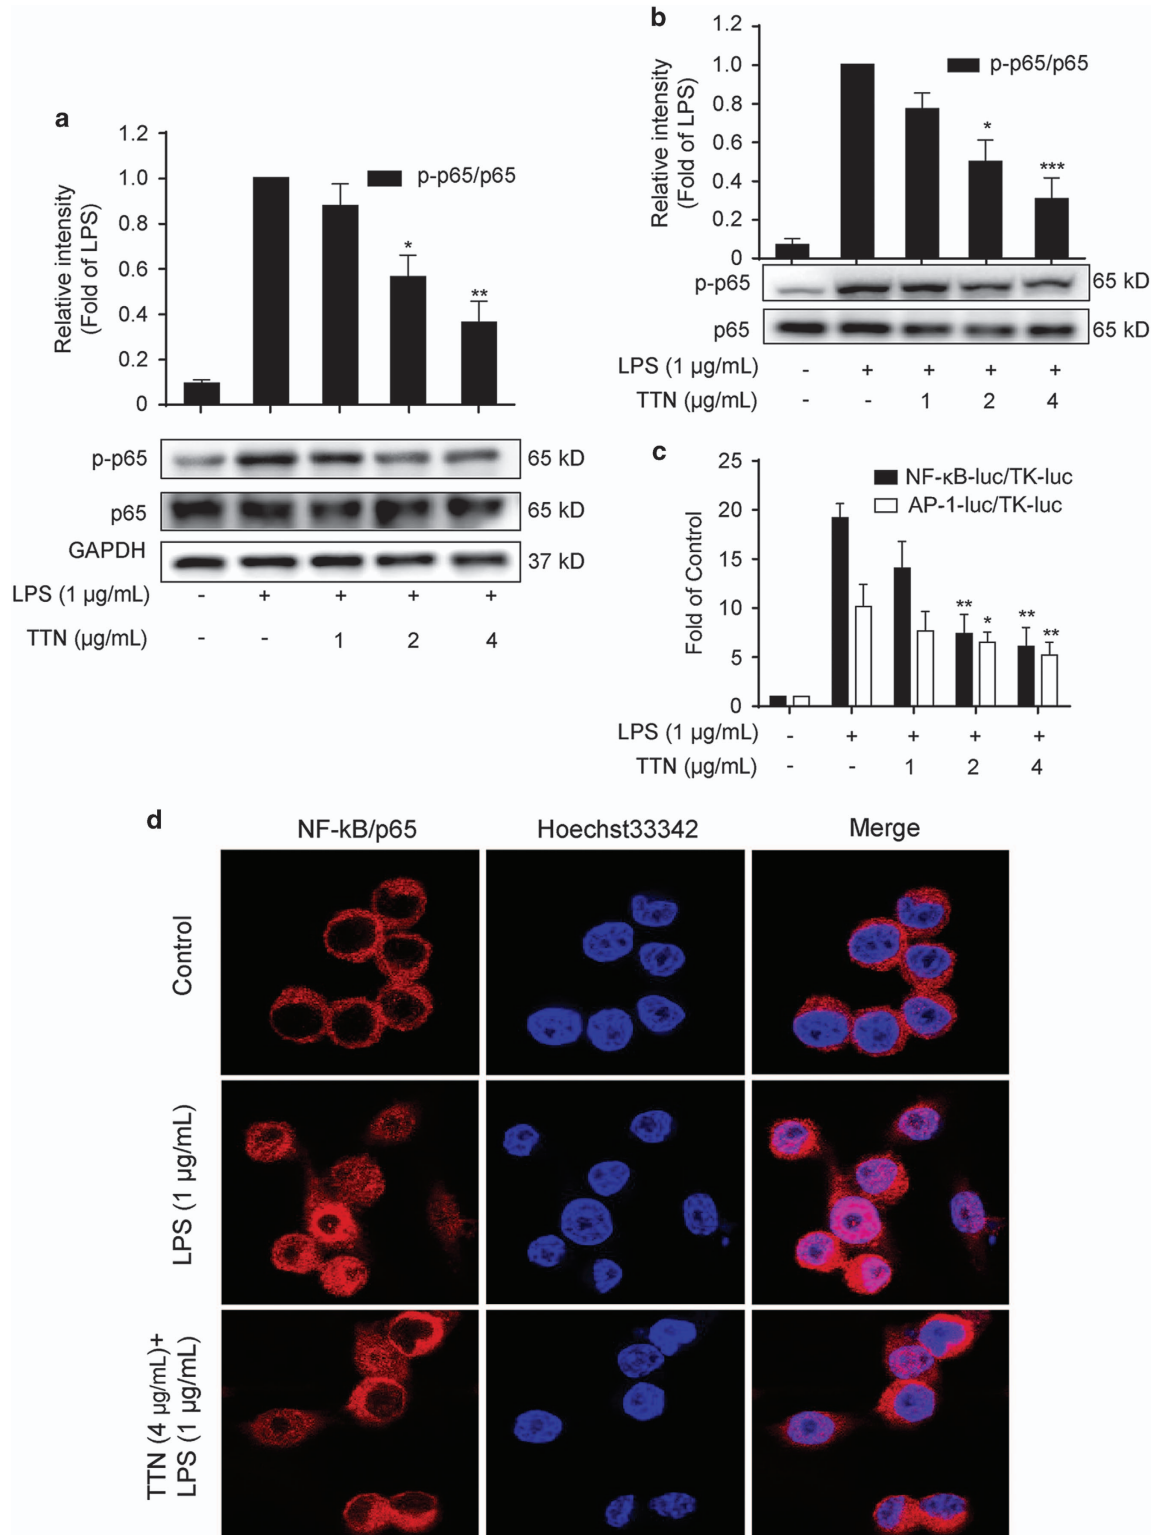 a
Relative intensity
(Fold of LPS)
1.2
1.0
0.8
0.6
0.4
0.2
0
p-p65/p65
*
**
p-p65
65 kD
p65
65 kD
GAPDH
37 kD
LPS (1 µg/mL) - + + + +
TTN (µg/mL) - - 1 2 4
b
Relative intensity
(Fold of LPS)
1.2
1.0
0.8
0.6
0.4
0.2
0
p-p65/p65
*
***
p-p65
65 kD
p65
65 kD
LPS (1 µg/mL) - + + + +
TTN (µg/mL) - - 1 2 4
c
Fold of Control
25
20
15
10
5
0
NF-κB-luc/TK-luc
AP-1-luc/TK-luc
** * ** **
LPS (1 µg/mL) - + + + +
TTN (µg/mL) - - 1 2 4
d
NF-kB/p65 Hoechst33342 Merge
Control
LPS (1 µg/mL)
TTN (4 µg/mL)+
LPS (1 µg/mL)